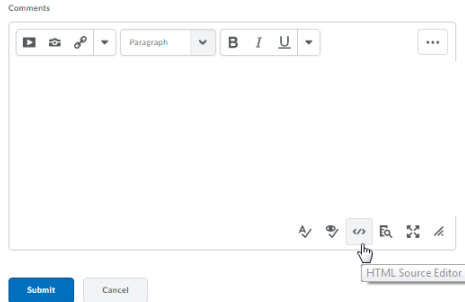 Comments
Paragraph
B I U
</>
HTML Source Editor
Submit
Cancel